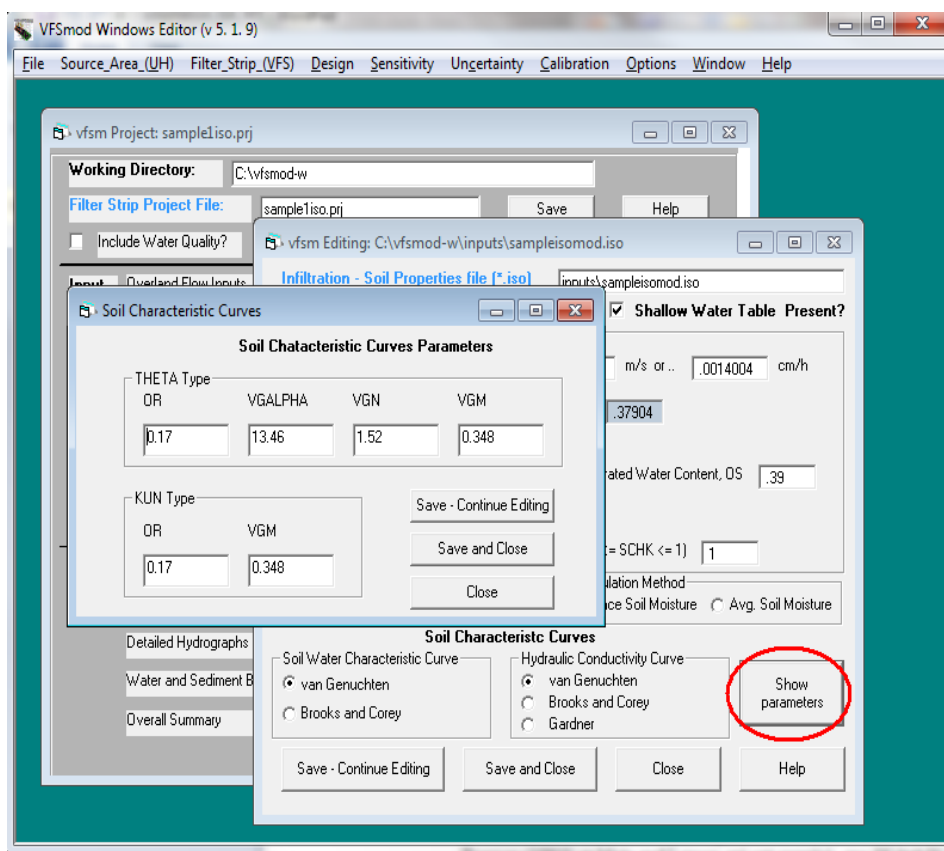 VFSmod Windows Editor (v 5. 1. 9)
File Source_Area_(UH) Filter_Strip_(VFS) Design Sensitivity Uncertainty Calibration Options Window Help
vfsm Project: sample1iso.prj
Working Directory: C:\vfsmod-w
Filter Strip Project File: sample1iso.prj Save Help
Include Water Quality?
vfsm Editing: C:\vfsmod-w\inputs\sampleisomod.iso
Infiltration - Soil Properties file (*.iso) inputs\sampleisomod.iso
Input Overland Flow Inputs
Shallow Water Table Present?
Soil Characteristic Curves
Soil Chatacteristic Curves Parameters
THETA Type
OR VGALPHA VGN VGM
0.17 13.46 1.52 0.348
KUN Type
OR VGM
0.17 0.348
Save - Continue Editing
Save and Close
Close
m/s or .. .0014004 cm/h
.37904
Water Content, OS .39
= SCHK <= 1) 1
Method
Soil Moisture Avg. Soil Moisture
Detailed Hydrographs
Water and Sediment B
Overall Summary
Soil Characteristc Curves
Soil Water Characteristic Curve
van Genuchten
Brooks and Corey
Hydraulic Conductivity Curve
van Genuchten
Brooks and Corey
Gardner
Show
parameters
Save - Continue Editing Save and Close Close Help